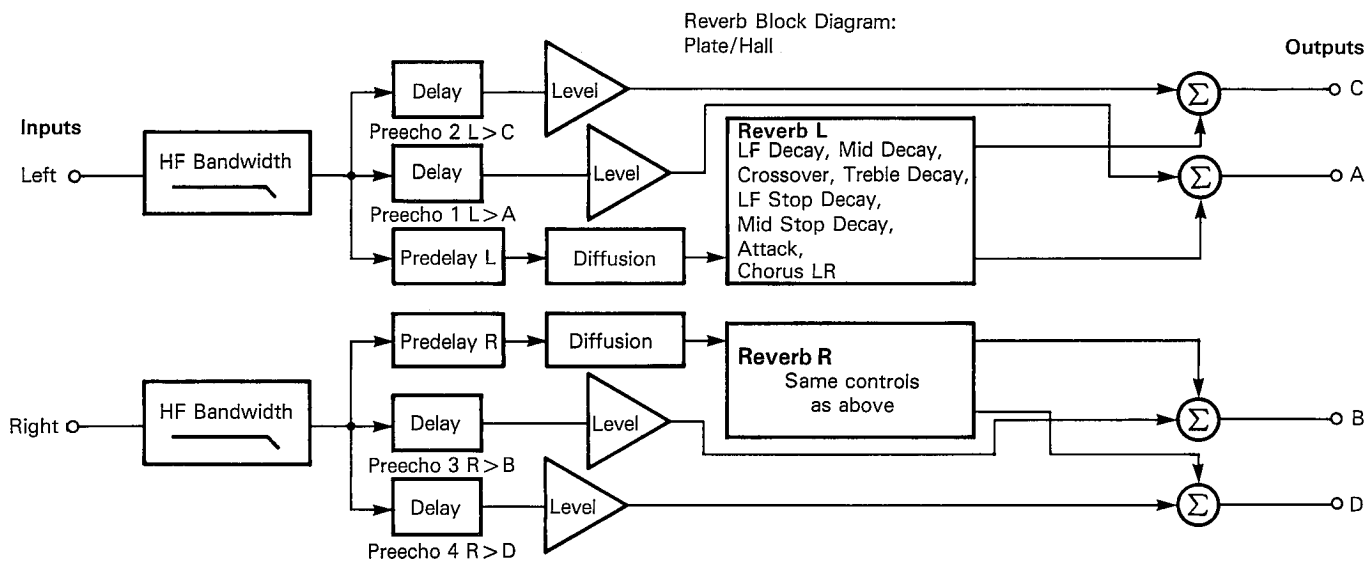 Reverb Block Diagram:
Plate/Hall
Outputs
Inputs
Left
HF Bandwidth
Delay
Level
Preecho 2 L>C
Delay
Level
Preecho 1 L>A
Predelay L
Diffusion
Reverb L
LF Decay, Mid Decay,
Crossover, Treble Decay,
LF Stop Decay,
Mid Stop Decay,
Attack,
Chorus LR
Σ
C
Σ
A
Right
HF Bandwidth
Predelay R
Diffusion
Reverb R
Same controls
as above
Delay
Level
Preecho 3 R>B
Delay
Level
Preecho 4 R>D
Σ
B
Σ
D